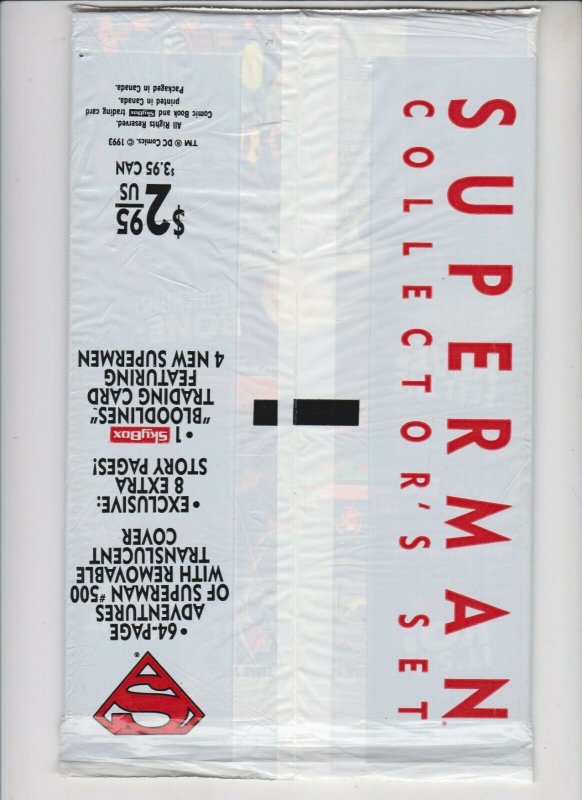 SUPERMAN®
COLLECTOR'S SET
®
•64-PAGE
ADVENTURES
OF SUPERMAN #500
WITH REMOVABLE
TRANSLUCENT
COVER
•EXCLUSIVE:
8 EXTRA
STORY PAGES!
•1 SkyBox
"BLOODLINES"
TRADING CARD
FEATURING
4 NEW SUPERMEN
$2.95 US
$3.95 CAN
TM ® DC Comics. © 1993
All Rights Reserved.
Comic Book and SkyBox trading card
printed in Canada.
Packaged in Canada.